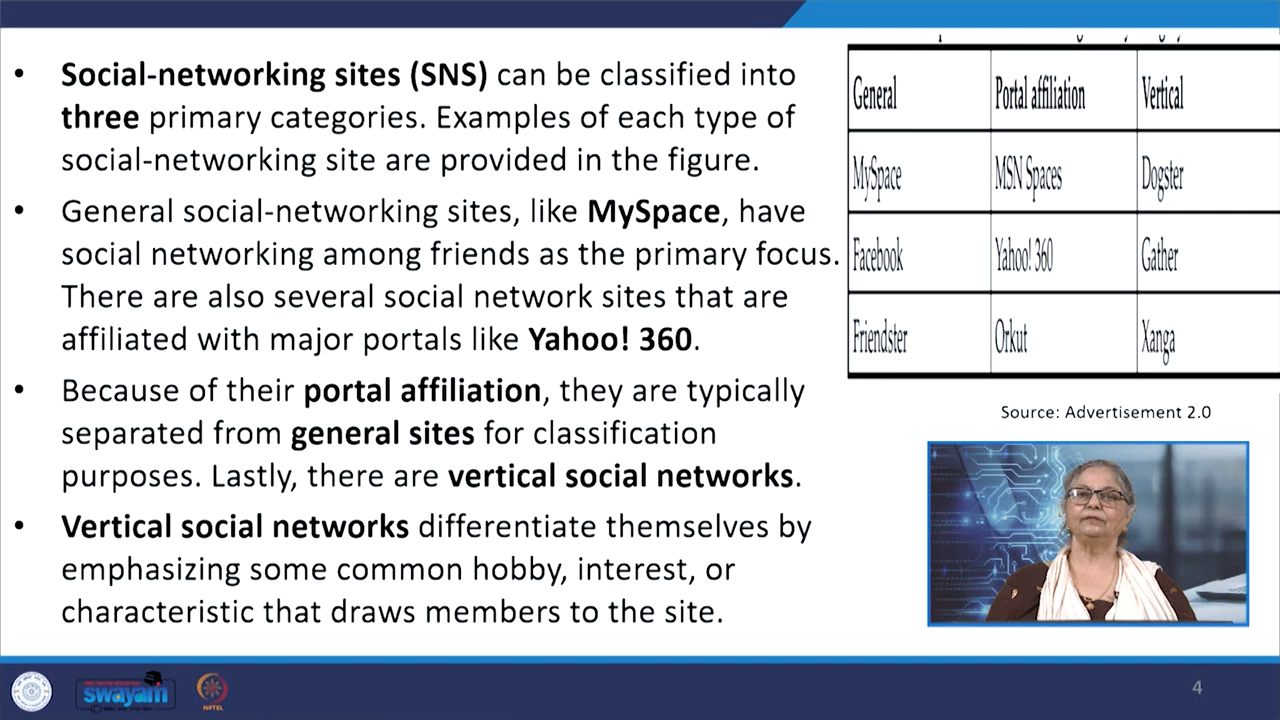 • Social-networking sites (SNS) can be classified into
three primary categories. Examples of each type of
social-networking site are provided in the figure.
• General social-networking sites, like MySpace, have
social networking among friends as the primary focus.
There are also several social network sites that are
affiliated with major portals like Yahoo! 360.
• Because of their portal affiliation, they are typically
separated from general sites for classification
purposes. Lastly, there are vertical social networks.
• Vertical social networks differentiate themselves by
emphasizing some common hobby, interest, or
characteristic that draws members to the site.
General Portal affiliation Vertical
MySpace MSN Spaces Dogster
Facebook Yahoo! 360 Gather
Friendster Orkut Xanga
Source: Advertisement 2.0
swayam
NPTEL
4